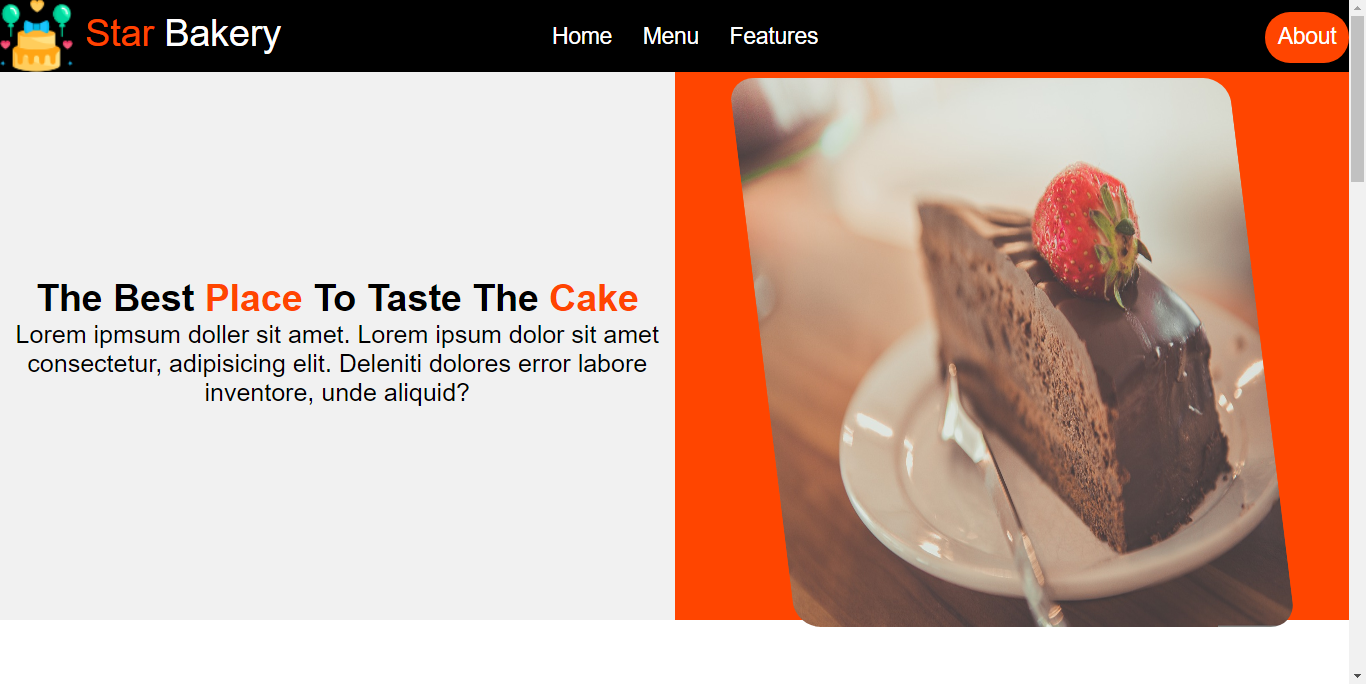 Star Bakery
Home Menu Features
About
The Best Place To Taste The Cake
Lorem ipmsum doller sit amet. Lorem ipsum dolor sit amet
consectetur, adipisicing elit. Deleniti dolores error labore
inventore, unde aliquid?